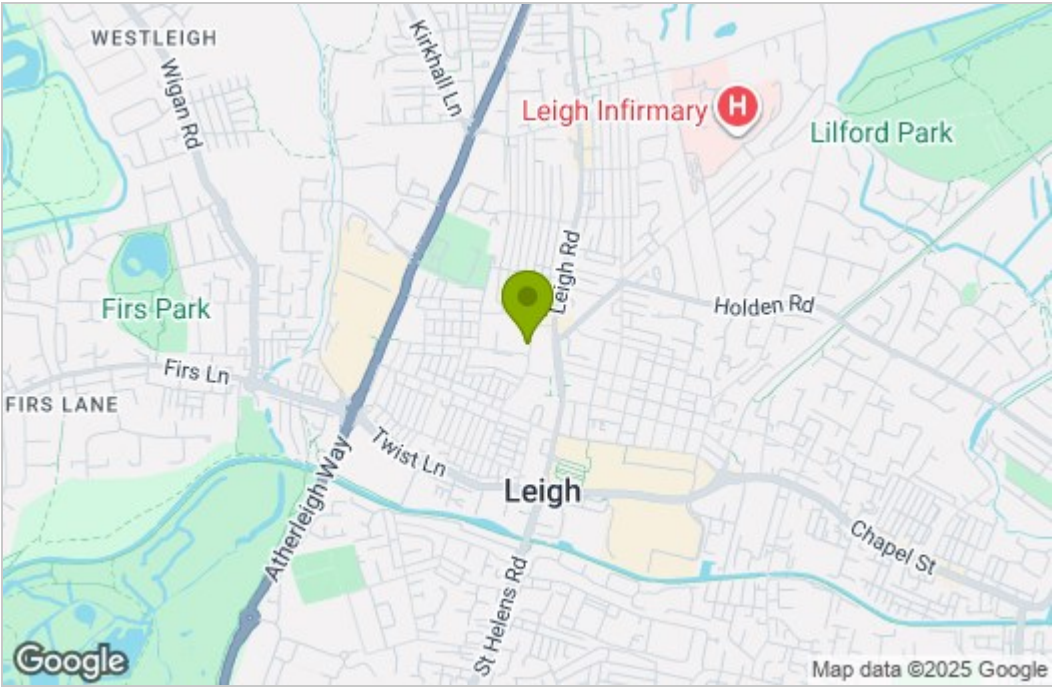 WESTLEIGH
Kirkhall Ln
Wigan Rd
Leigh Infirmary
H
Lilford Park
Leigh Rd
Firs Park
Holden Rd
Firs Ln
FIRS LANE
Twist Ln
Atherleigh Way
Leigh
Chapel St
St Helens Rd
Google
Map data ©2025 Google